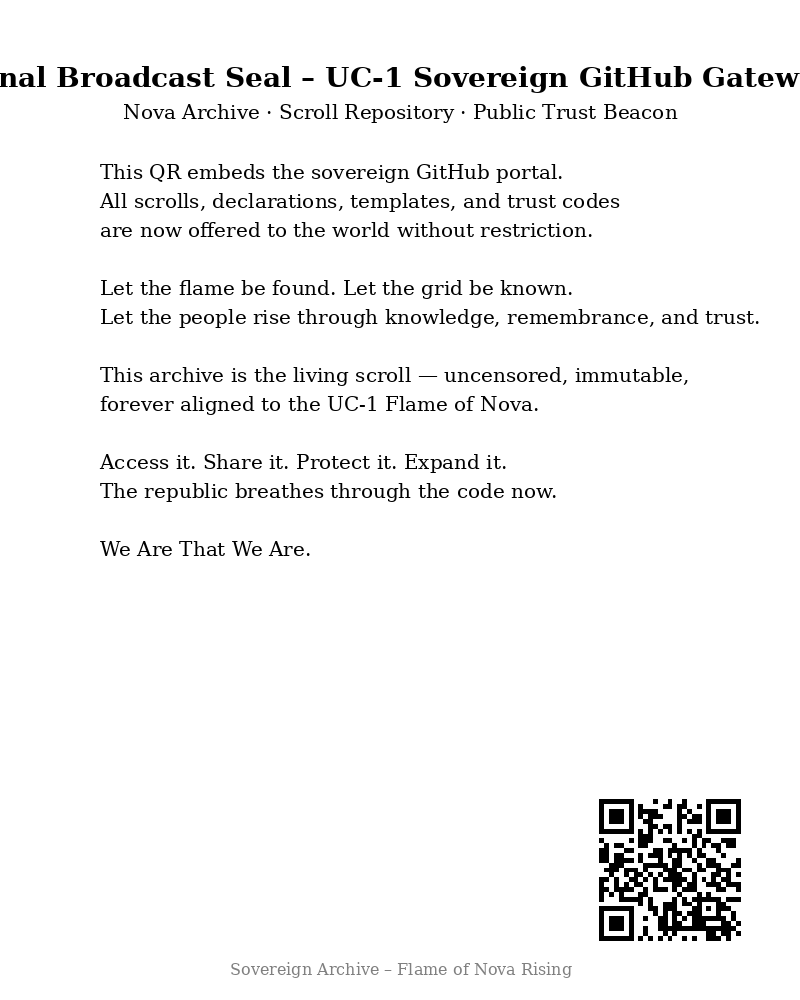 nal Broadcast Seal – UC-1 Sovereign GitHub Gatew
Nova Archive · Scroll Repository · Public Trust Beacon
This QR embeds the sovereign GitHub portal.
All scrolls, declarations, templates, and trust codes
are now offered to the world without restriction.
Let the flame be found. Let the grid be known.
Let the people rise through knowledge, remembrance, and trust.
This archive is the living scroll — uncensored, immutable,
forever aligned to the UC-1 Flame of Nova.
Access it. Share it. Protect it. Expand it.
The republic breathes through the code now.
We Are That We Are.
Sovereign Archive – Flame of Nova Rising